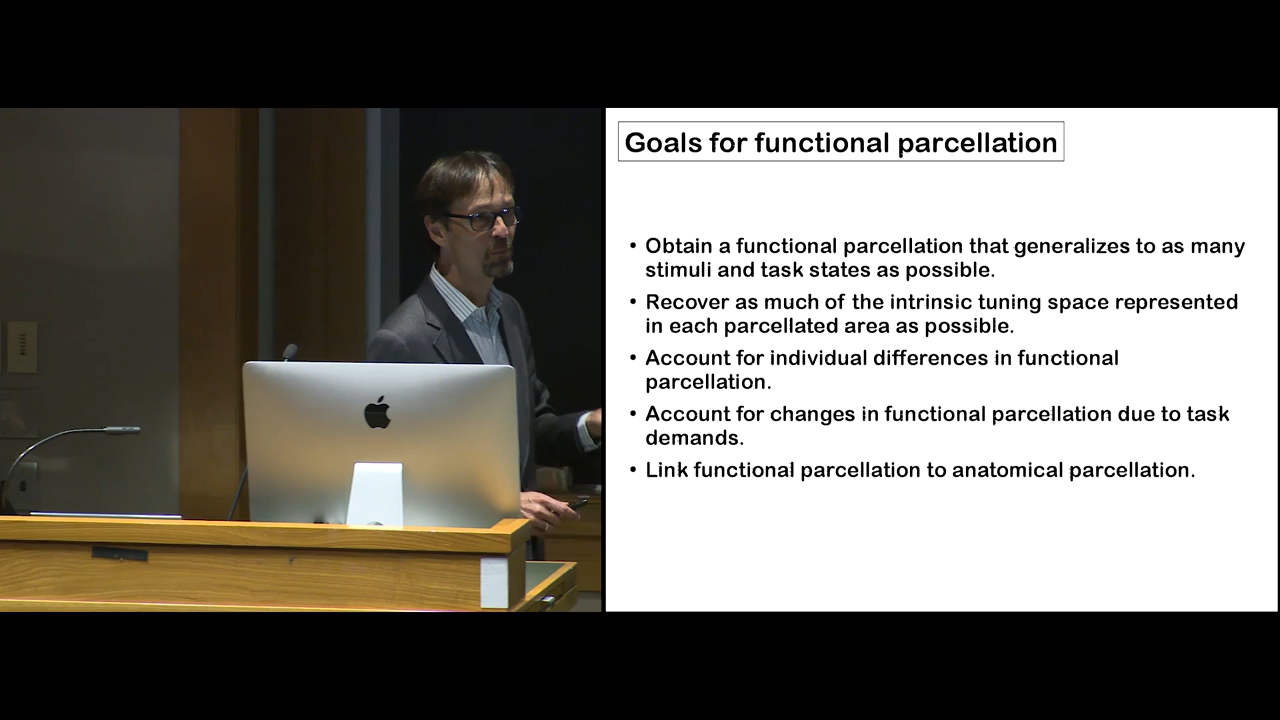 Goals for functional parcellation
• Obtain a functional parcellation that generalizes to as many
stimuli and task states as possible.
• Recover as much of the intrinsic tuning space represented
in each parcellated area as possible.
• Account for individual differences in functional
parcellation.
• Account for changes in functional parcellation due to task
demands.
• Link functional parcellation to anatomical parcellation.